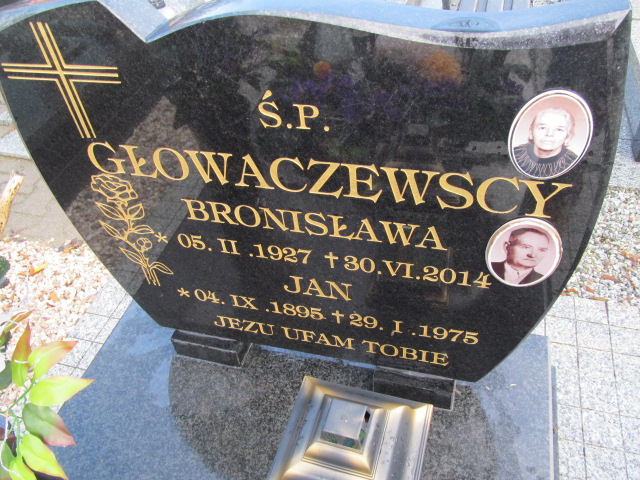 Ś.P.
GŁOWACZEWSCY
BRONISŁAWA
* 05. II .1927 † 30.VI.2014
JAN
* 04. IX .1895 † 29. I .1975
JEZU UFAM TOBIE